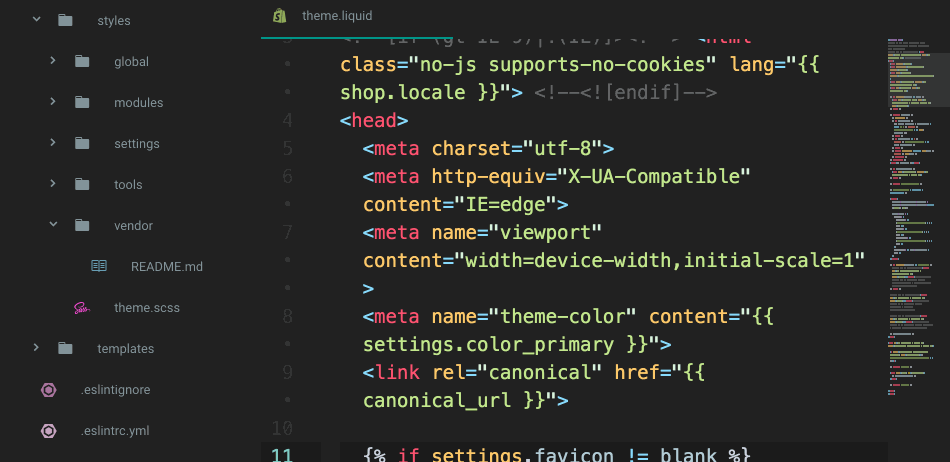 styles
global
modules
settings
tools
vendor
README.md
theme.scss
templates
.eslintignore
.eslintrc.yml
theme.liquid
class="no-js supports-no-cookies" lang="{{
shop.locale }}"> <!--<![endif]-->
4 <head>
5 <meta charset="utf-8">
6 <meta http-equiv="X-UA-Compatible"
content="IE=edge">
7 <meta name="viewport"
content="width=device-width,initial-scale=1"
>
8 <meta name="theme-color" content="{{
settings.color_primary }}">
9 <link rel="canonical" href="{{
canonical_url }}">
10
11 {% if settings.favicon != blank %}